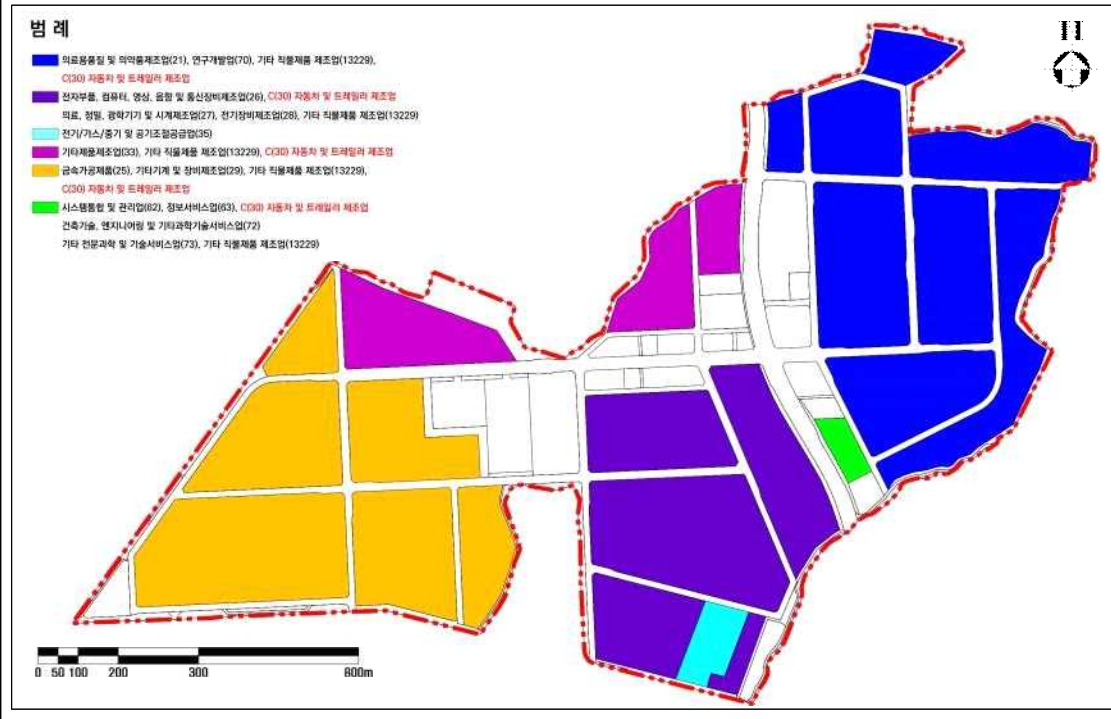 범 례
의료용물질 및 의약품제조업(21), 연구개발업(70), 기타 직물제품 제조업(13229),
C(30) 자동차 및 트레일러 제조업
전자부품, 컴퓨터, 영상, 음향 및 통신장비제조업(26), C(30) 자동차 및 트레일러 제조업
의료, 정밀, 광학기기 및 시계제조업(27), 전기장비제조업(28), 기타 직물제품 제조업(13229)
전기/가스/증기 및 공기조절공급업(35)
기타제품제조업(33), 기타 직물제품 제조업(13229), C(30) 자동차 및 트레일러 제조업
금속가공제품(25), 기타기계 및 장비제조업(29), 기타 직물제품 제조업(13229),
C(30) 자동차 및 트레일러 제조업
시스템통합 및 관리업(62), 정보서비스업(63), C(30) 자동차 및 트레일러 제조업
건축기술, 엔지니어링 및 기타과학기술서비스업(72)
기타 전문과학 및 기술서비스업(73), 기타 직물제품 제조업(13229)
0 50 100 200 300 600m